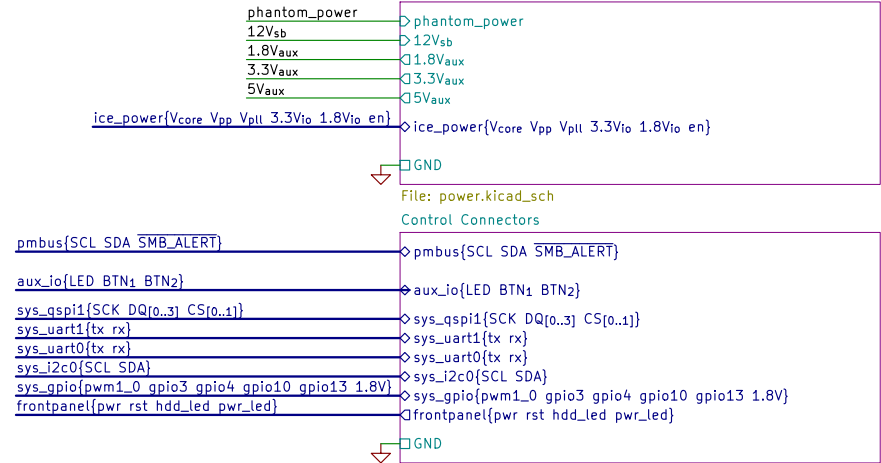 phantom_power
phantom_power
12Vsb
12Vsb
1.8Vaux
1.8Vaux
3.3Vaux
3.3Vaux
5Vaux
5Vaux
ice_power{Vcore Vpp Vpll 3.3Vio 1.8Vio en}
ice_power{Vcore Vpp Vpll 3.3Vio 1.8Vio en}
GND
File: power.kicad_sch
Control Connectors
pmbus{SCL SDA SMB_ALERT}
pmbus{SCL SDA SMB_ALERT}
aux_io{LED BTN1 BTN2}
aux_io{LED BTN1 BTN2}
sys_qspi1{SCK DQ[0..3] CS[0..1]}
sys_qspi1{SCK DQ[0..3] CS[0..1]}
sys_uart1{tx rx}
sys_uart1{tx rx}
sys_uart0{tx rx}
sys_uart0{tx rx}
sys_i2c0{SCL SDA}
sys_i2c0{SCL SDA}
sys_gpio{pwm1_0 gpio3 gpio4 gpio10 gpio13 1.8V}
sys_gpio{pwm1_0 gpio3 gpio4 gpio10 gpio13 1.8V}
frontpanel{pwr rst hdd_led pwr_led}
frontpanel{pwr rst hdd_led pwr_led}
GND